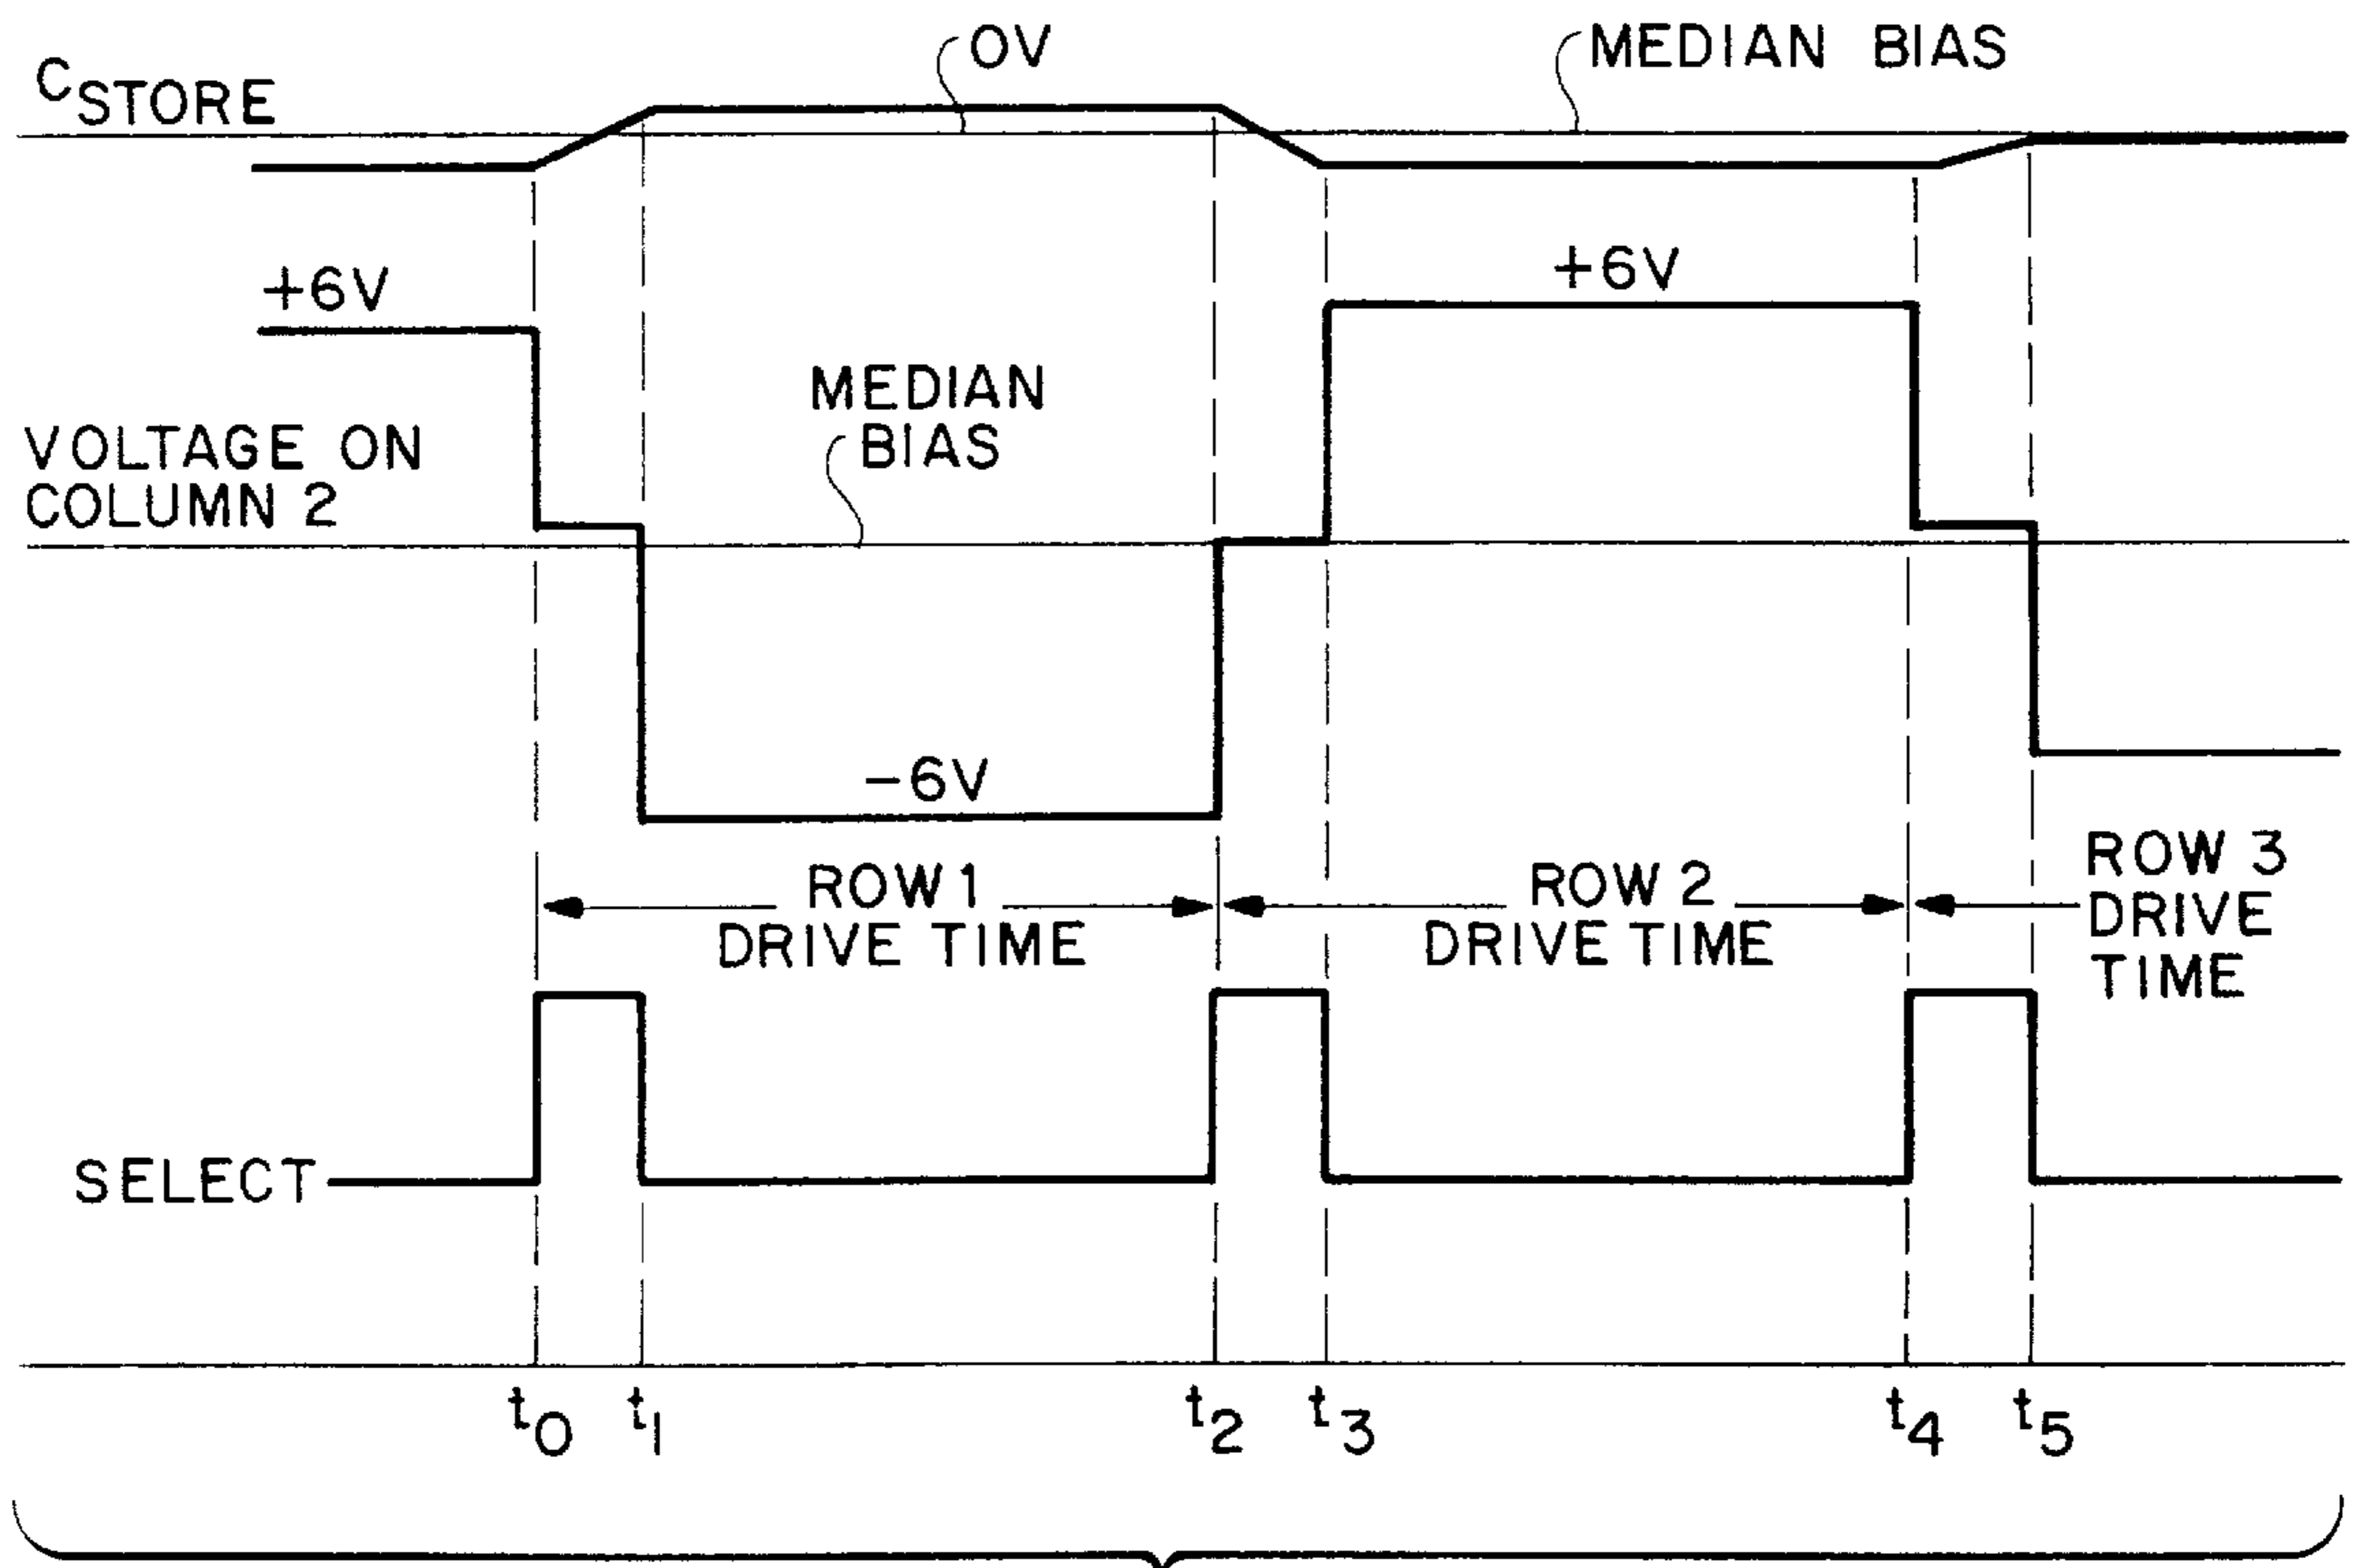 0V
MEDIAN BIAS
CSTORE
+6V
+6V
MEDIAN
BIAS
VOLTAGE ON
COLUMN 2
-6V
ROW 1
DRIVE TIME
ROW 2
DRIVE TIME
ROW 3
DRIVE
TIME
SELECT
t0
t1
t2
t3
t4
t5